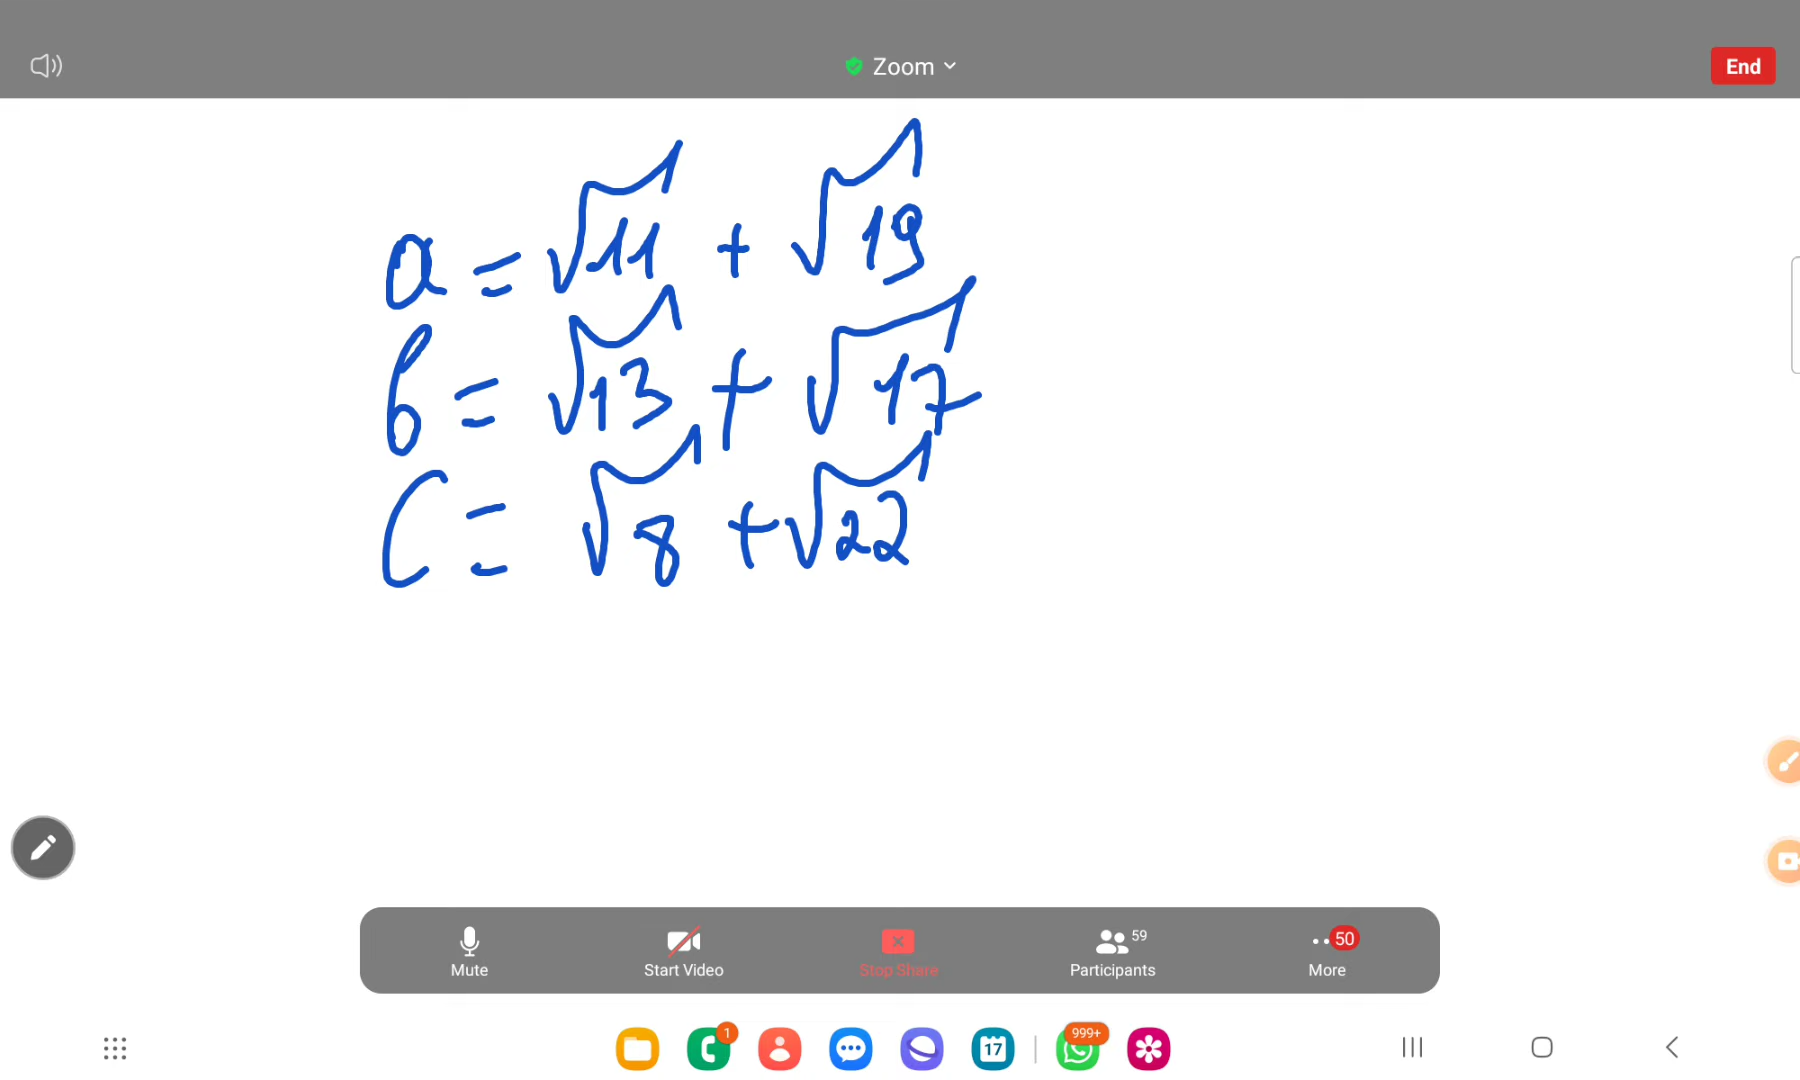 Zoom
End
a = √11 + √19
b = √13 + √17
C = √8 + √22
Mute
Start Video
Stop Share
Participants
59
More
50
1
17
999+